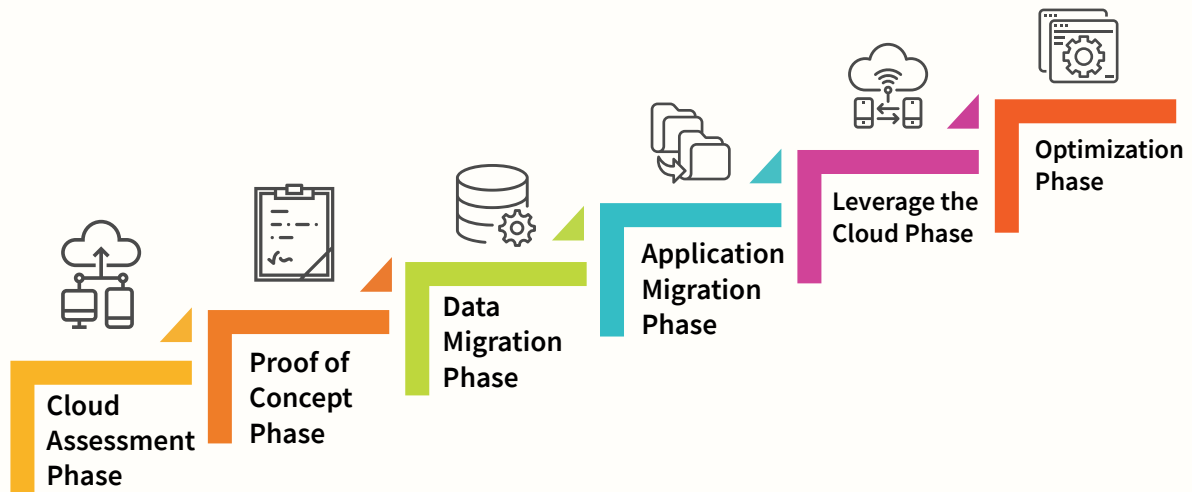 Cloud
Assessment
Phase
Proof of
Concept
Phase
Data
Migration
Phase
Application
Migration
Phase
Leverage the
Cloud Phase
Optimization
Phase